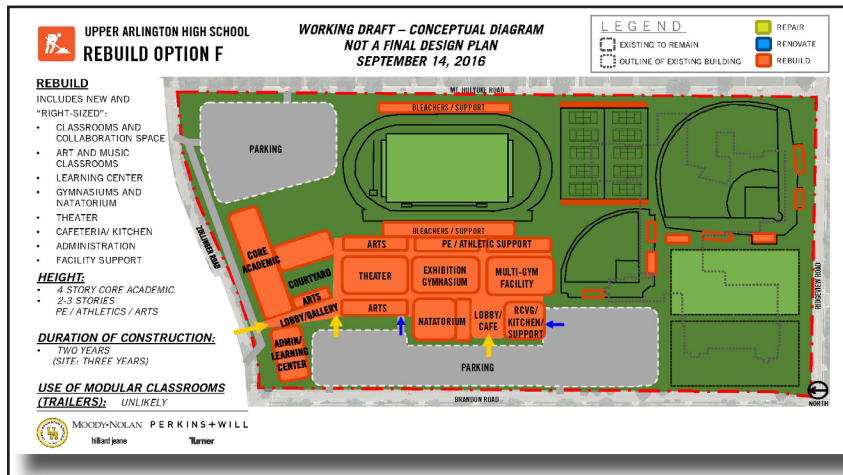 UPPER ARLINGTON HIGH SCHOOL
REBUILD OPTION F
WORKING DRAFT – CONCEPTUAL DIAGRAM
NOT A FINAL DESIGN PLAN
SEPTEMBER 14, 2016
LEGEND
EXISTING TO REMAIN
OUTLINE OF EXISTING BUILDING
REPAIR
RENOVATE
REBUILD
REBUILD
INCLUDES NEW AND
"RIGHT-SIZED":
• CLASSROOMS AND
COLLABORATION SPACE
• ART AND MUSIC
CLASSROOMS
• LEARNING CENTER
• GYMNASIUMS AND
NATATORIUM
• THEATER
• CAFETERIA/ KITCHEN
• ADMINISTRATION
• FACILITY SUPPORT
HEIGHT:
• 4 STORY CORE ACADEMIC
• 2-3 STORIES
PE / ATHLETICS / ARTS
DURATION OF CONSTRUCTION:
• TWO YEARS
(SITE: THREE YEARS)
USE OF MODULAR CLASSROOMS
(TRAILERS): UNLIKELY
MOODY•NOLAN PERKINS+WILL
hilliard jeane Turner
MT. HOLYOKE ROAD
BLEACHERS / SUPPORT
PARKING
ZOLLINGER ROAD
BLEACHERS / SUPPORT
CORE
ACADEMIC
COURTYARD
ARTS
LOBBY/GALLERY
ADMIN/
LEARNING
CENTER
ARTS
PE / ATHLETIC SUPPORT
THEATER
EXHIBITION
GYMNASIUM
MULTI-GYM
FACILITY
ARTS
NATATORIUM
LOBBY/
CAFE
RCVG/
KITCHEN/
SUPPORT
PARKING
BRANDON ROAD
RIDGEVIEW ROAD
NORTH